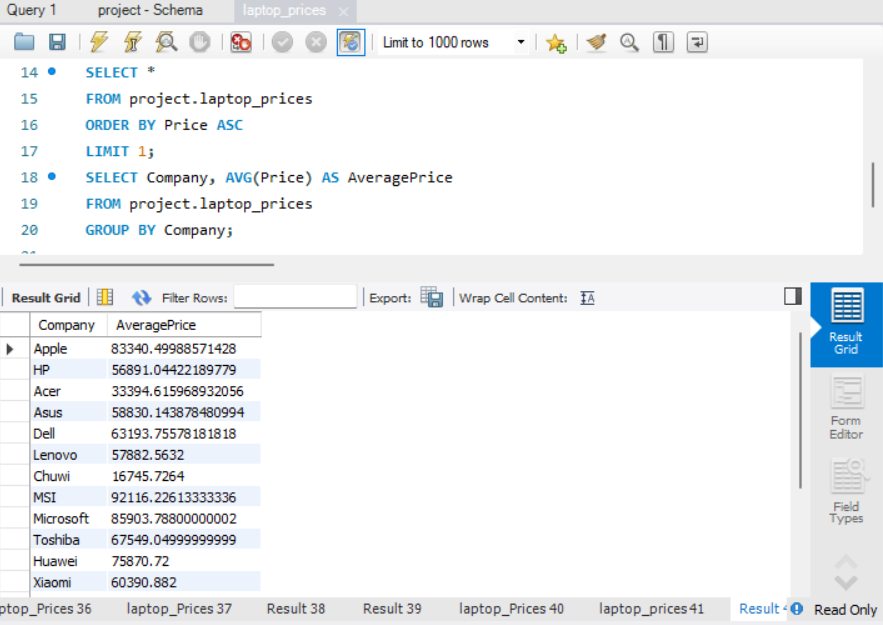 Query 1 project - Schema laptop_prices
Limit to 1000 rows
14 SELECT *
15 FROM project.laptop_prices
16 ORDER BY Price ASC
17 LIMIT 1;
18 SELECT Company, AVG(Price) AS AveragePrice
19 FROM project.laptop_prices
20 GROUP BY Company;
Result Grid Filter Rows: Export: Wrap Cell Content:
Company AveragePrice
Apple 83340.49988571428
HP 56891.04422189779
Acer 33394.615968932056
Asus 58830.143878480994
Dell 63193.75578181818
Lenovo 57882.5632
Chuwi 16745.7264
MSI 92116.22613333336
Microsoft 85903.78800000002
Toshiba 67549.04999999999
Huawei 75870.72
Xiaomi 60390.882
Result
Grid
Form
Editor
Field
Types
ptop_Prices 36 laptop_Prices 37 Result 38 Result 39 laptop_Prices 40 laptop_prices 41 Result Read Only